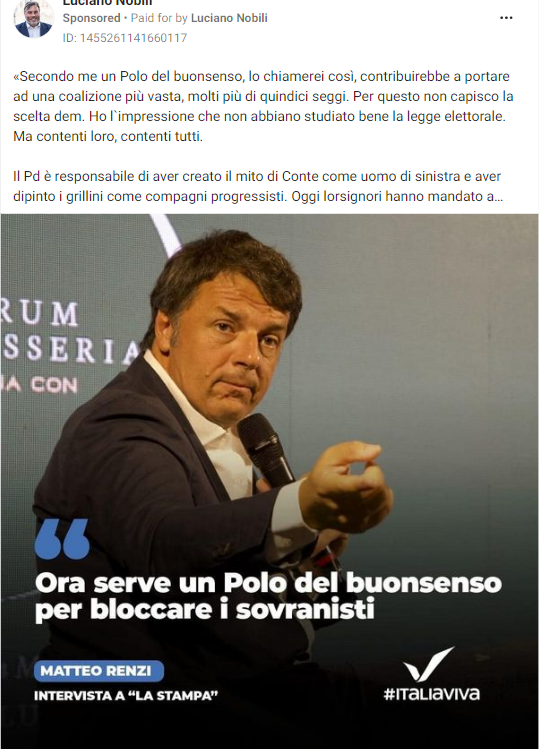 Luciano Nobili
Sponsored • Paid for by Luciano Nobili
ID: 1455261141660117
«Secondo me un Polo del buonsenso, lo chiamerei così, contribuirebbe a portare
ad una coalizione più vasta, molti più di quindici seggi. Per questo non capisco la
scelta dem. Ho l`impressione che non abbiano studiato bene la legge elettorale.
Ma contenti loro, contenti tutti.
Il Pd è responsabile di aver creato il mito di Conte come uomo di sinistra e aver
dipinto i grillini come compagni progressisti. Oggi lorsignori hanno mandato a...
RUM
SSERIA
IA CON
“
Ora serve un Polo del buonsenso
per bloccare i sovranisti
MATTEO RENZI
INTERVISTA A “LA STAMPA”
#ITALIAVIVA